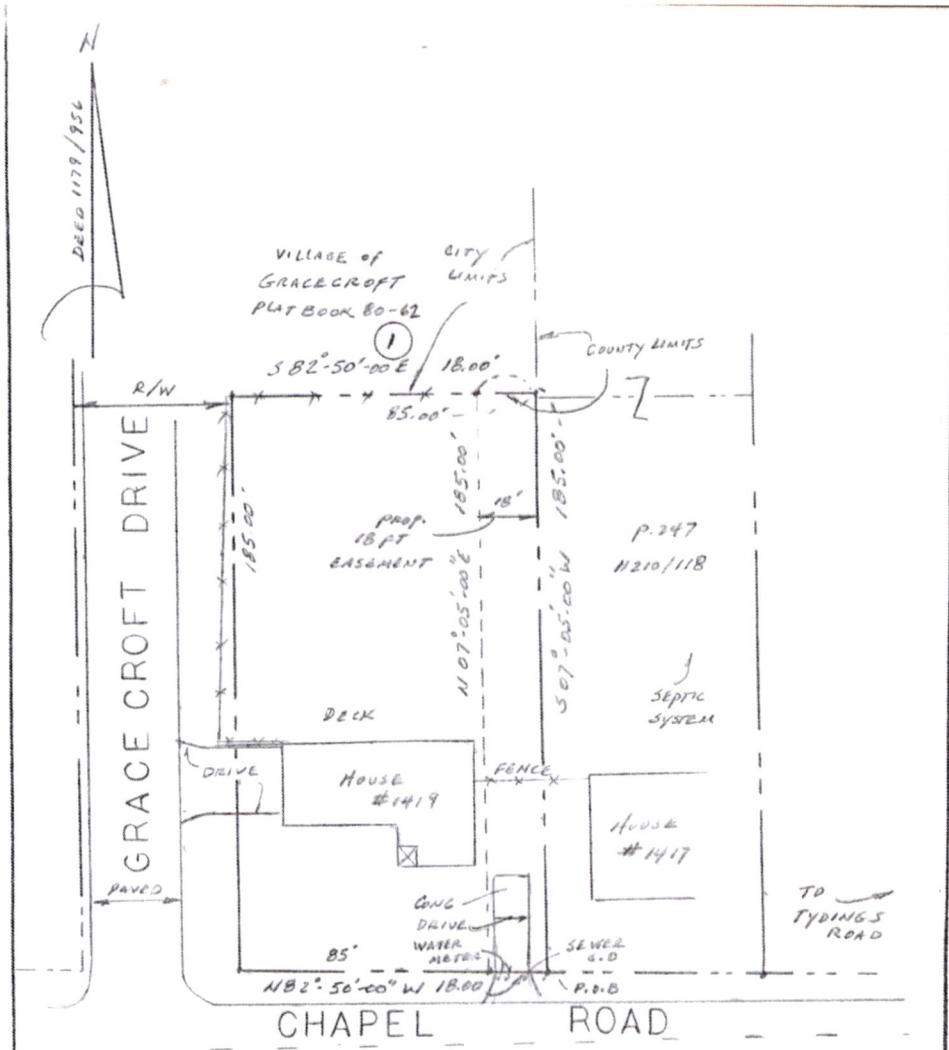 N
DEED 1179/956
VILLAGE of
GRACECROFT
PLAT BOOK 80-62
1
CITY
LIMITS
COUNTY LIMITS
S 82°-50'-00 E 18.00'
R/W
85.00'
185.00'
N 07°-05'-00" E 185.00'
S 07°-05'-00 W 185.00'
18'
PROP.
18 FT
EASEMENT
P. 247
GRACE CROFT DRIVE
SEPTIC
SYSTEM
DECK
DRIVE
HOUSE
#1419
FENCE
HOUSE
#1417
PAVED
CONC
DRIVE
WATER
METER
SEWER
TO
TYDINGS
ROAD
85'
N 82°-50'-00" W 18.00
P.O.B
CHAPEL ROAD